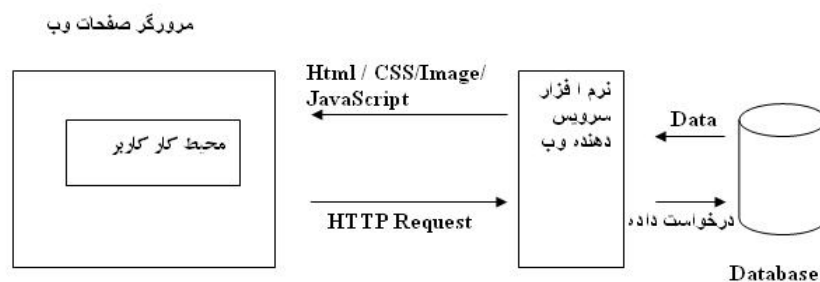 مرورگر صفحات وب
Html / CSS/Image/
JavaScript
نرم افزار
سرویس
دهنده وب
Data
محیط کار کاربر
HTTP Request
درخواست داده
Database